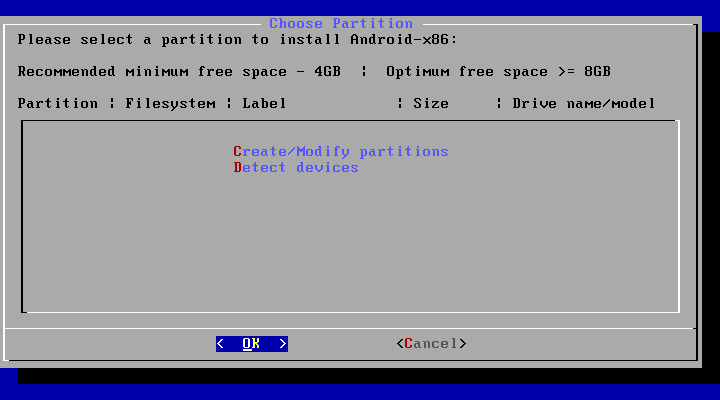 Choose Partition
Please select a partition to install Android-x86:
Recommended minimum free space - 4GB ¦ Optimum free space >= 8GB
Partition ¦ Filesystem ¦ Label ¦ Size ¦ Drive name/model
Create/Modify partitions
Detect devices
< OK > <Cancel>